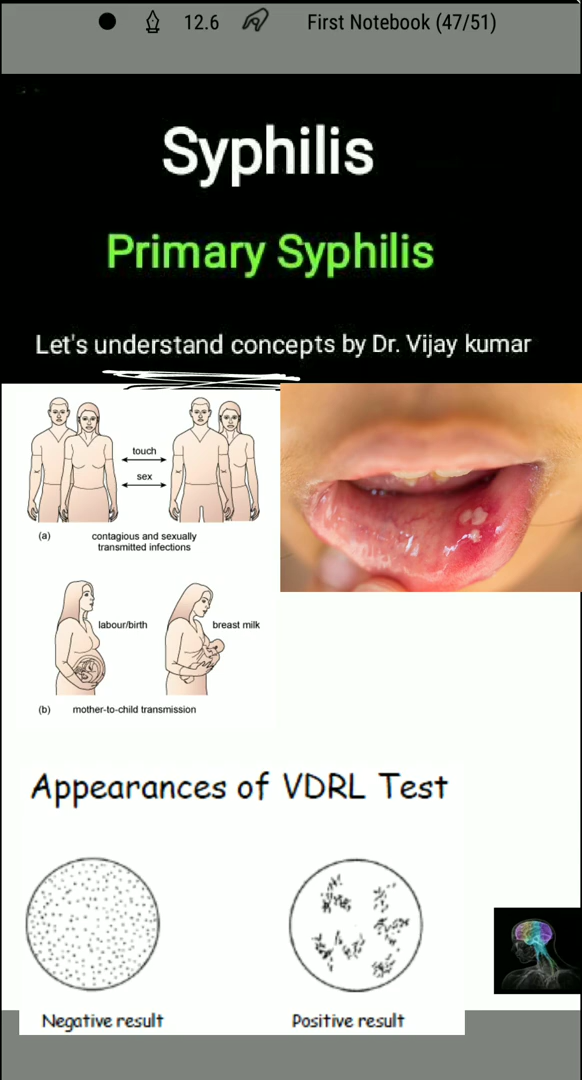 12.6 First Notebook (47/51)
Syphilis
Primary Syphilis
Let's understand concepts by Dr. Vijay kumar
touch
sex
(a) contagious and sexually
transmitted infections
labour/birth breast milk
(b) mother-to-child transmission
Appearances of VDRL Test
Negative result Positive result